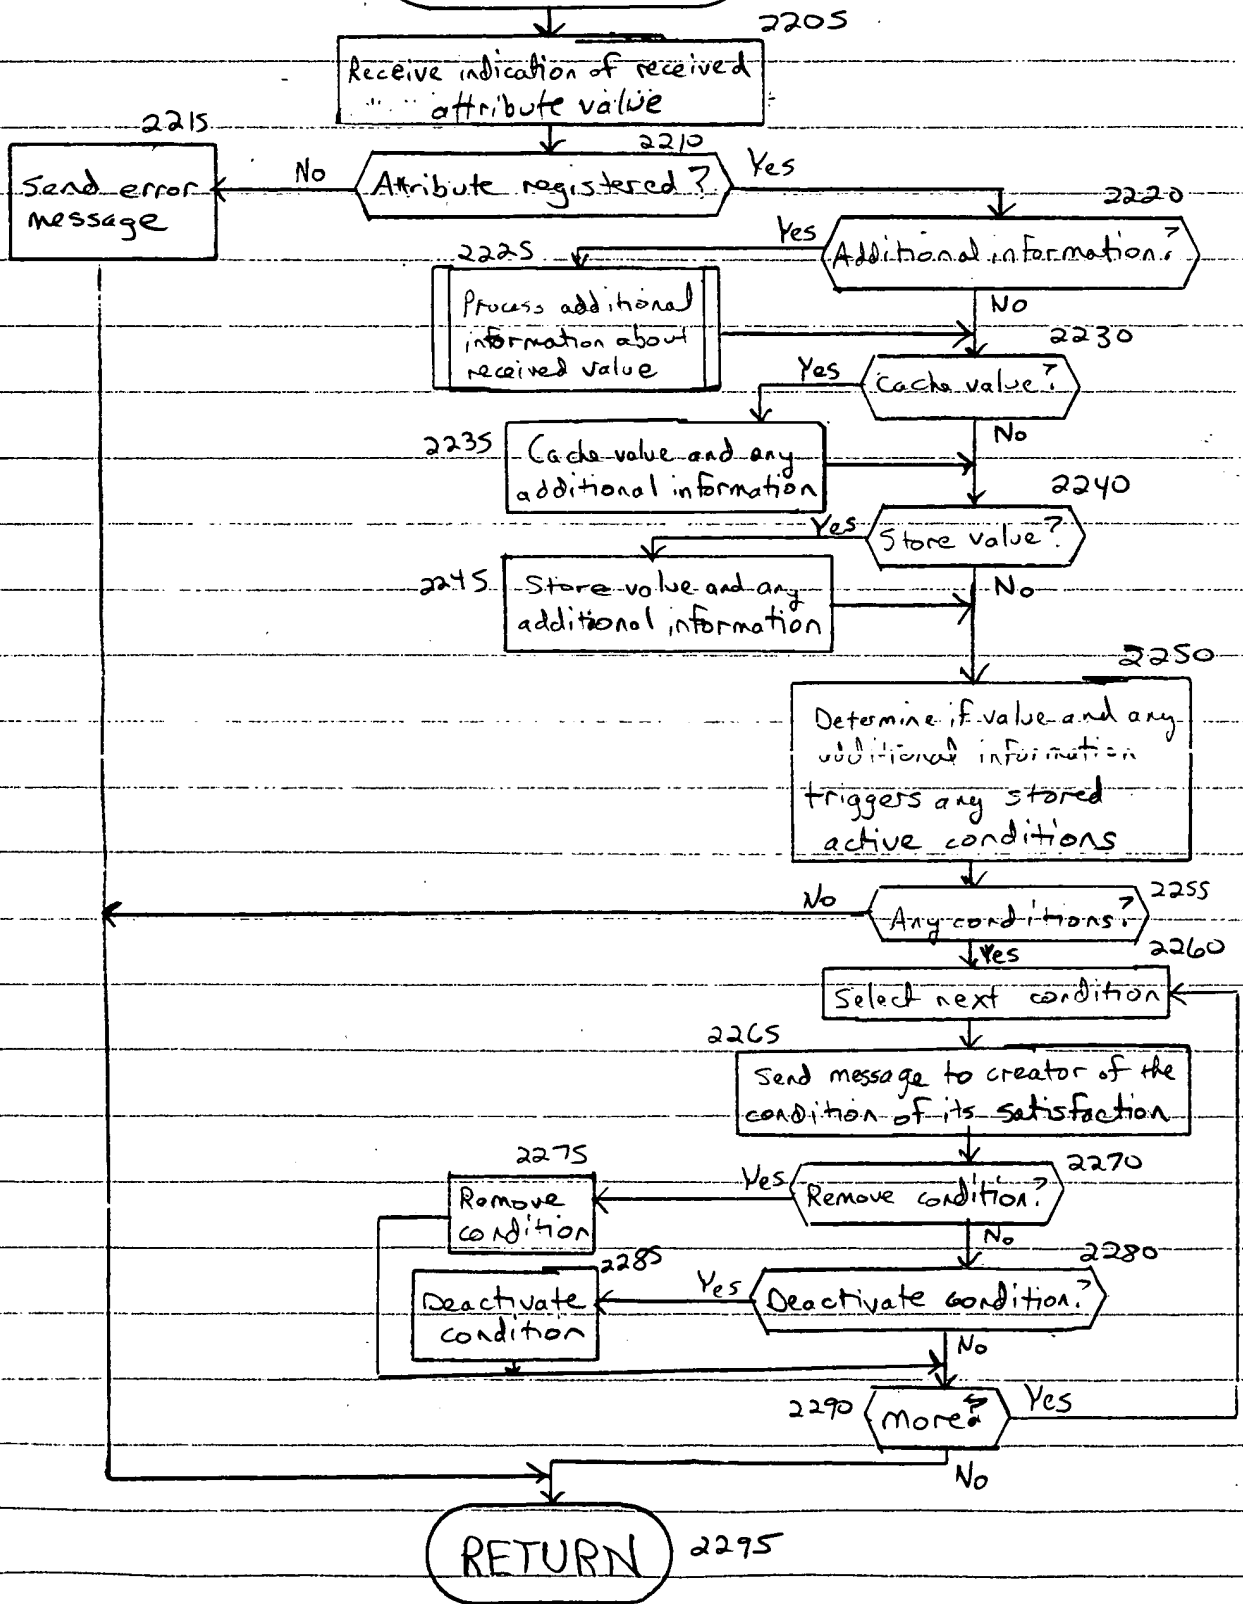 2205
Receive indication of received
attribute value
2210
Attribute registered?
No
Yes
2215
Send error
message
2220
Additional information?
Yes
No
2225
Process additional
information about
received value
2230
Cache value?
Yes
No
2235
Cache value and any
additional information
2240
Store value?
Yes
No
2245
Store value and any
additional information
2250
Determine if value and any
additional information
triggers any stored
active conditions
2255
Any conditions?
No
Yes
2260
Select next condition
2265
Send message to creator of the
condition of its satisfaction
2270
Remove condition?
Yes
No
2275
Remove
condition
2280
Deactivate condition?
Yes
No
2285
Deactivate
condition
2290
More?
Yes
No
RETURN
2295